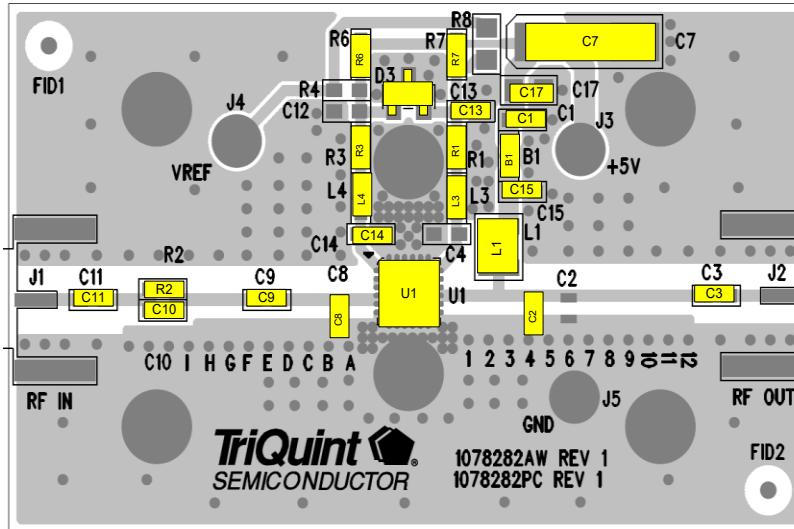 R8
R6
R7
R6
R7
C7
C7
FID1
D3
R4
C13
C17
C17
J4
C12
C13
C1
C1
J3
VREF
R3
R3
R1
R1
B1
B1
+5V
L4
L4
L3
L3
C15
C15
C14
C14
C4
L1
L1
J1
C11
R2
C9
C8
U1
U1
C2
C3
J2
C11
R2
C10
C9
C8
C2
C3
C10 I H G F E D C B A
1 2 3 4 5 6 7 8 9 10 11 12
RF IN
J5
RF OUT
GND
TriQuint
SEMICONDUCTOR
1078282AW REV 1
1078282PC REV 1
FID2